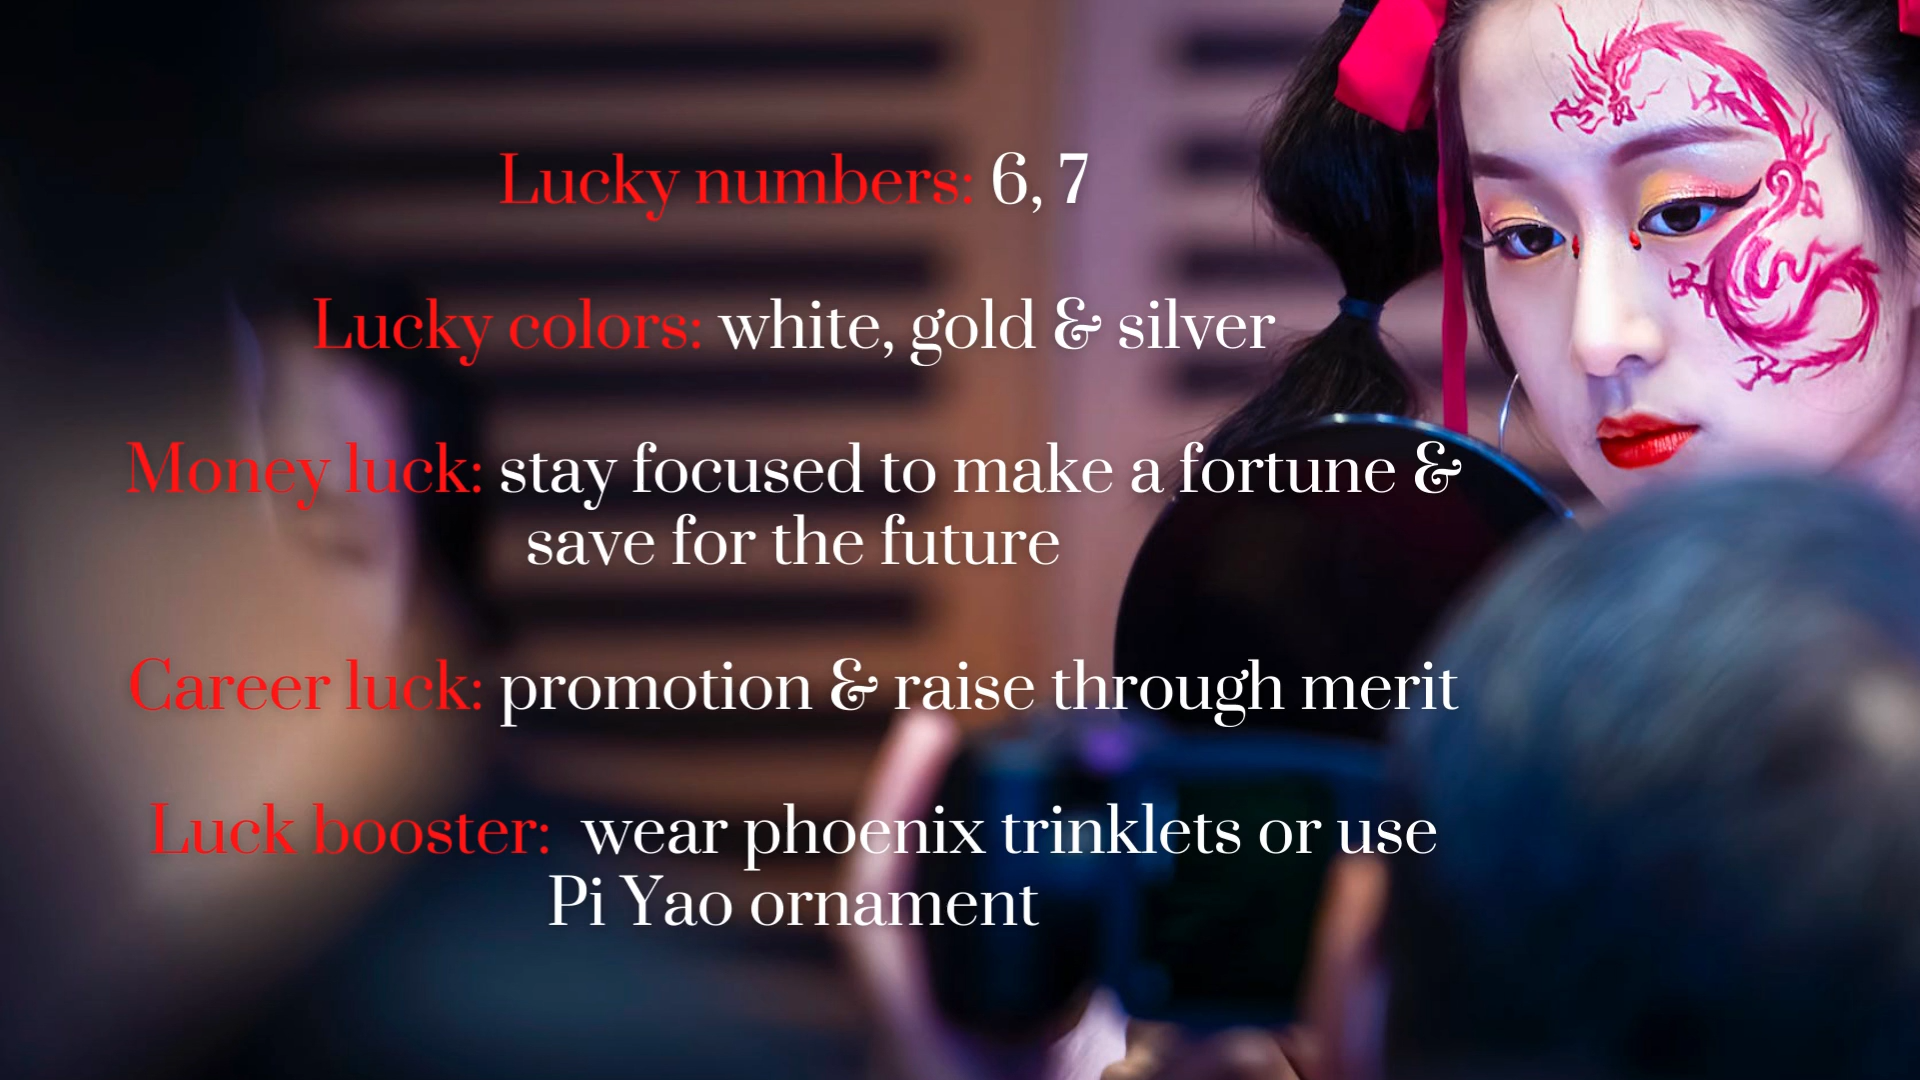 Lucky numbers: 6, 7
Lucky colors: white, gold & silver
Money luck: stay focused to make a fortune &
save for the future
Career luck: promotion & raise through merit
Luck booster: wear phoenix trinklets or use
Pi Yao ornament